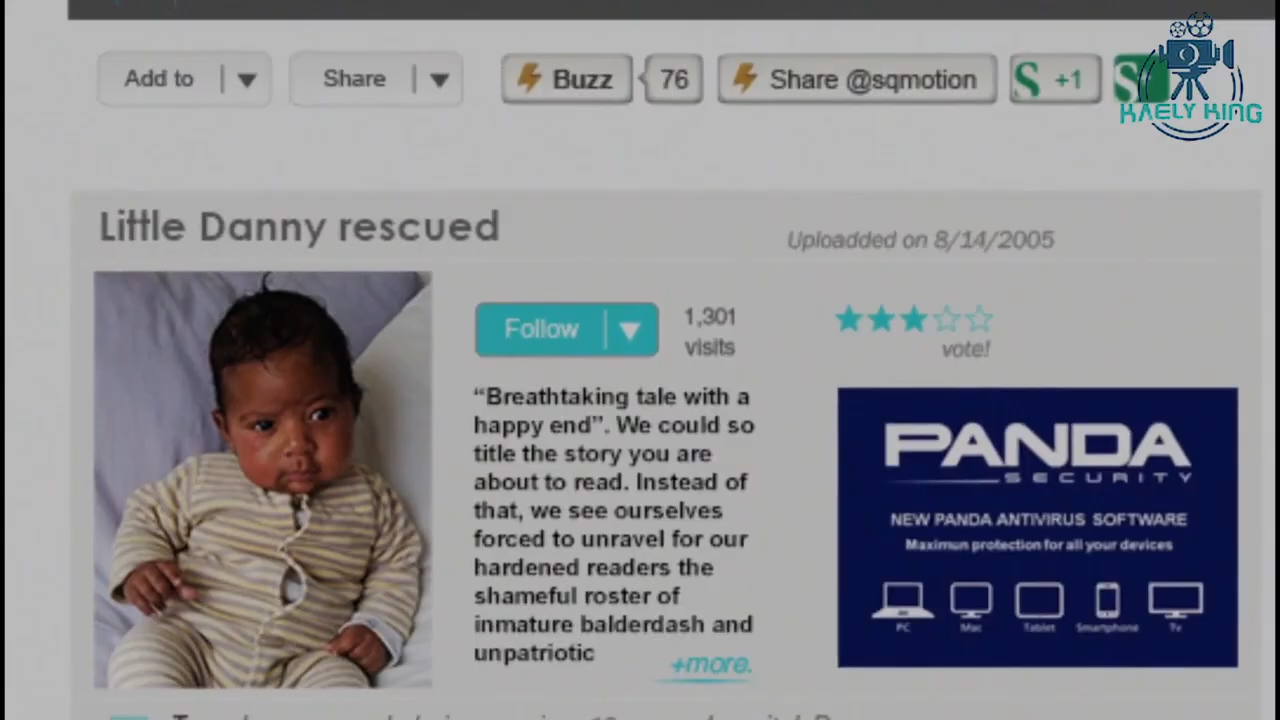 Add to
Share
Buzz
76
Share @sqmotion
S +1
S
KAELY KING
Little Danny rescued
Uploadded on 8/14/2005
Follow
1,301
visits
vote!
“Breathtaking tale with a
happy end”. We could so
title the story you are
about to read. Instead of
that, we see ourselves
forced to unravel for our
hardened readers the
shameful roster of
inmature balderdash and
unpatriotic
+more.
PANDA
SECURITY
NEW PANDA ANTIVIRUS SOFTWARE
Maximun protection for all your devices
PC
Mac
Tablet
Smartphone
Tv